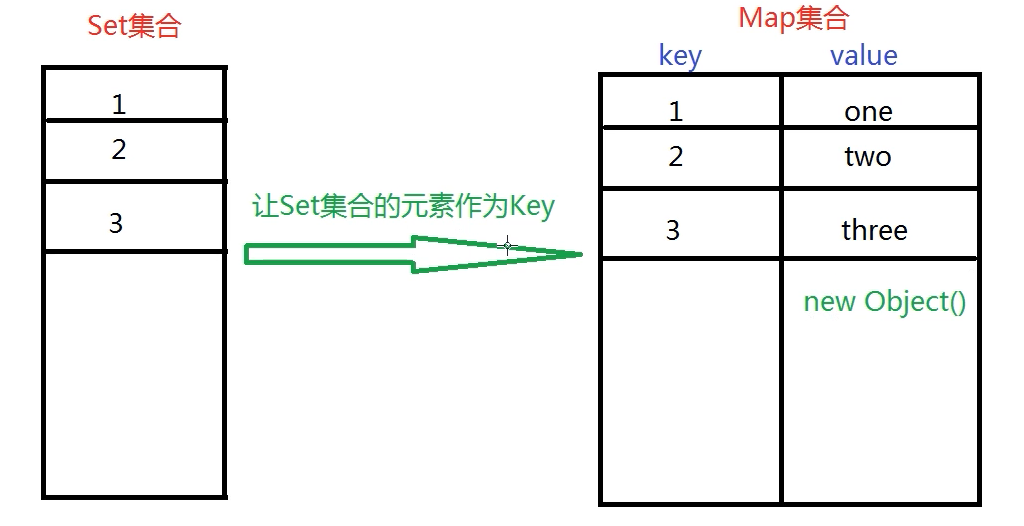 Set集合
1
2
3
让Set集合的元素作为Key
Map集合
key value
1 one
2 two
3 three
new Object()